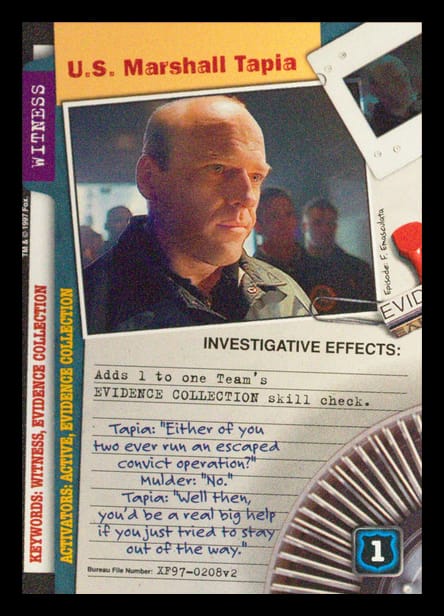 U.S. Marshall Tapia
WITNESS
TM & © 1997 Fox.
Episode: F. Emasculata
EVID
KEYWORDS: WITNESS, EVIDENCE COLLECTION
ACTIVATORS: ACTIVE, EVIDENCE COLLECTION
INVESTIGATIVE EFFECTS:
Adds 1 to one Team's
EVIDENCE COLLECTION skill check.
Tapia: "Either of you
two ever run an escaped
convict operation?"
Mulder: "No."
Tapia: "Well then,
you'd be a real big help
if you just tried to stay
out of the way."
Bureau File Number: XF97-0208v2
1